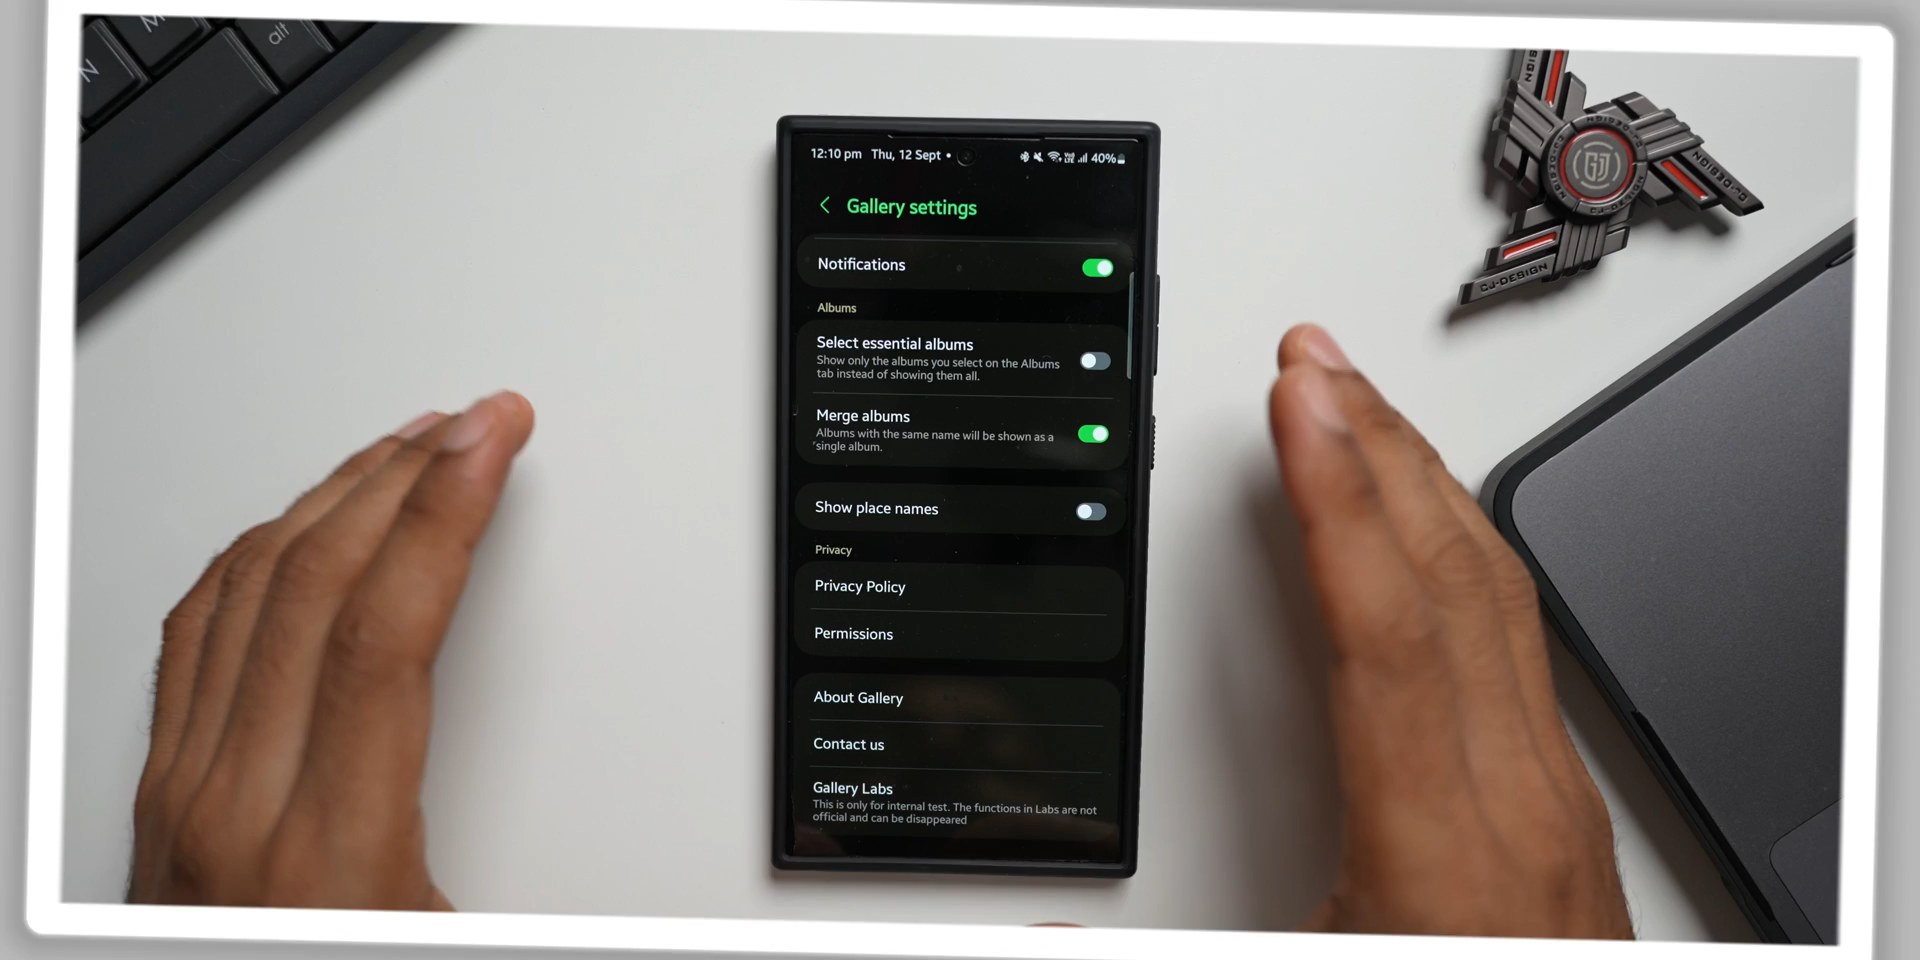 alt
N
12:10 pm Thu, 12 Sept • 40%
Gallery settings
Notifications
Albums
Select essential albums
Show only the albums you select on the Albums
tab instead of showing them all.
Merge albums
Albums with the same name will be shown as a
single album.
Show place names
Privacy
Privacy Policy
Permissions
About Gallery
Contact us
Gallery Labs
This is only for internal test. The functions in Labs are not
official and can be disappeared
CJ-DESIGN
CJ-DESIGN